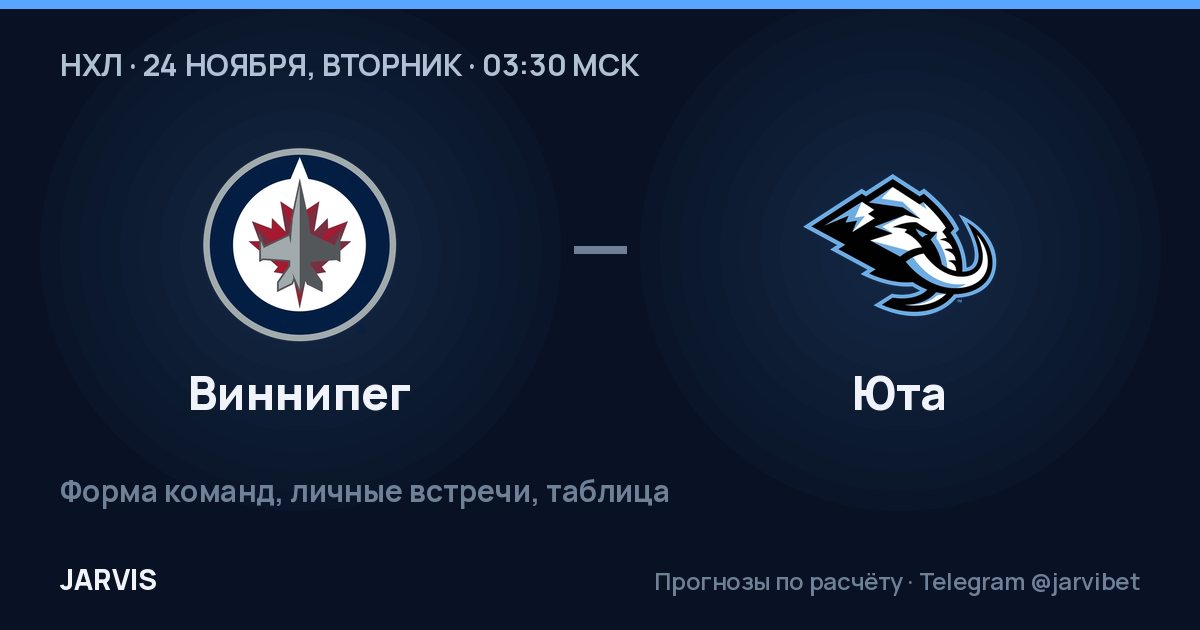 НХЛ · 24 НОЯБРЯ, ВТОРНИК · 03:30 МСК
—
Виннипег
Юта
Форма команд, личные встречи, таблица
JARVIS
Прогнозы по расчёту · Telegram @jarvibet